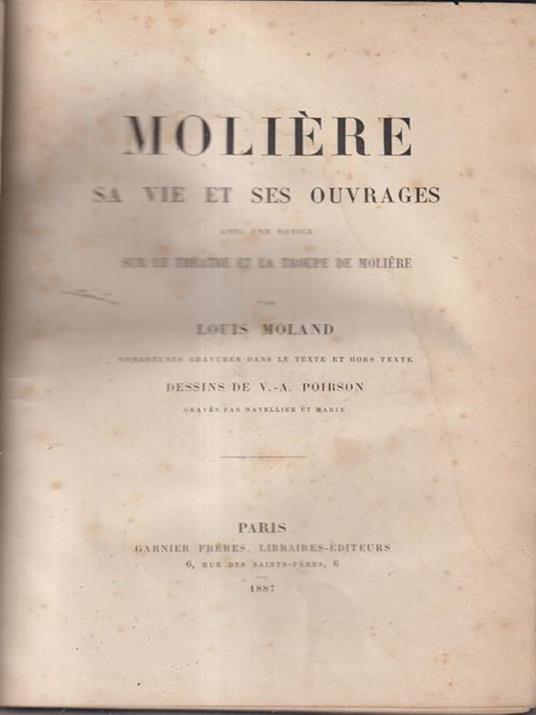 MOLIÈRE
SA VIE ET SES OUVRAGES
AVEC UNE NOTICE
SUR LE THÉATRE ET LA TROUPE DE MOLIÈRE
PAR
LOUIS MOLAND
NOMBREUSES GRAVURES DANS LE TEXTE ET HORS TEXTE
DESSINS DE V.-A. POIRSON
GRAVÉS PAR NAVELLIER ET MARIE
PARIS
GARNIER FRÈRES, LIBRAIRES-ÉDITEURS
6, RUE DES SAINTS-PÈRES, 6
1887